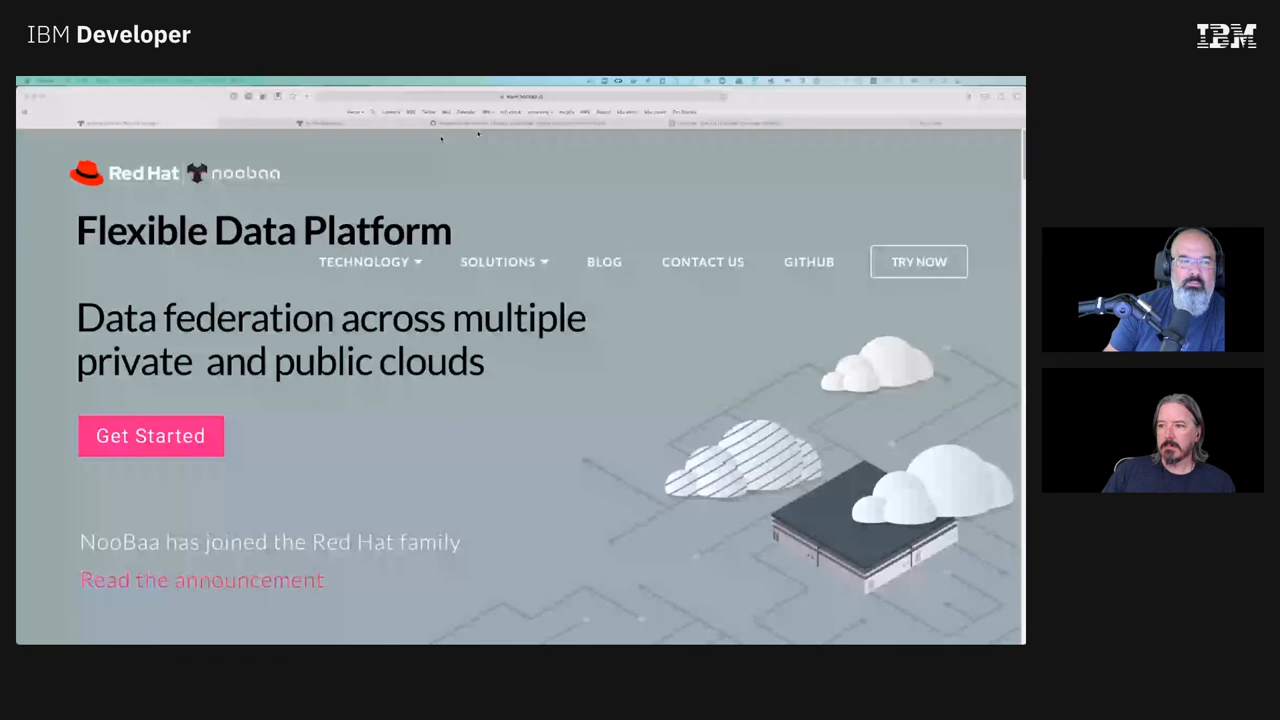 IBM Developer
IBM
Red Hat noobaa
Flexible Data Platform
TECHNOLOGY SOLUTIONS BLOG CONTACT US GITHUB TRY NOW
Data federation across multiple
private and public clouds
Get Started
NooBaa has joined the Red Hat family
Read the announcement